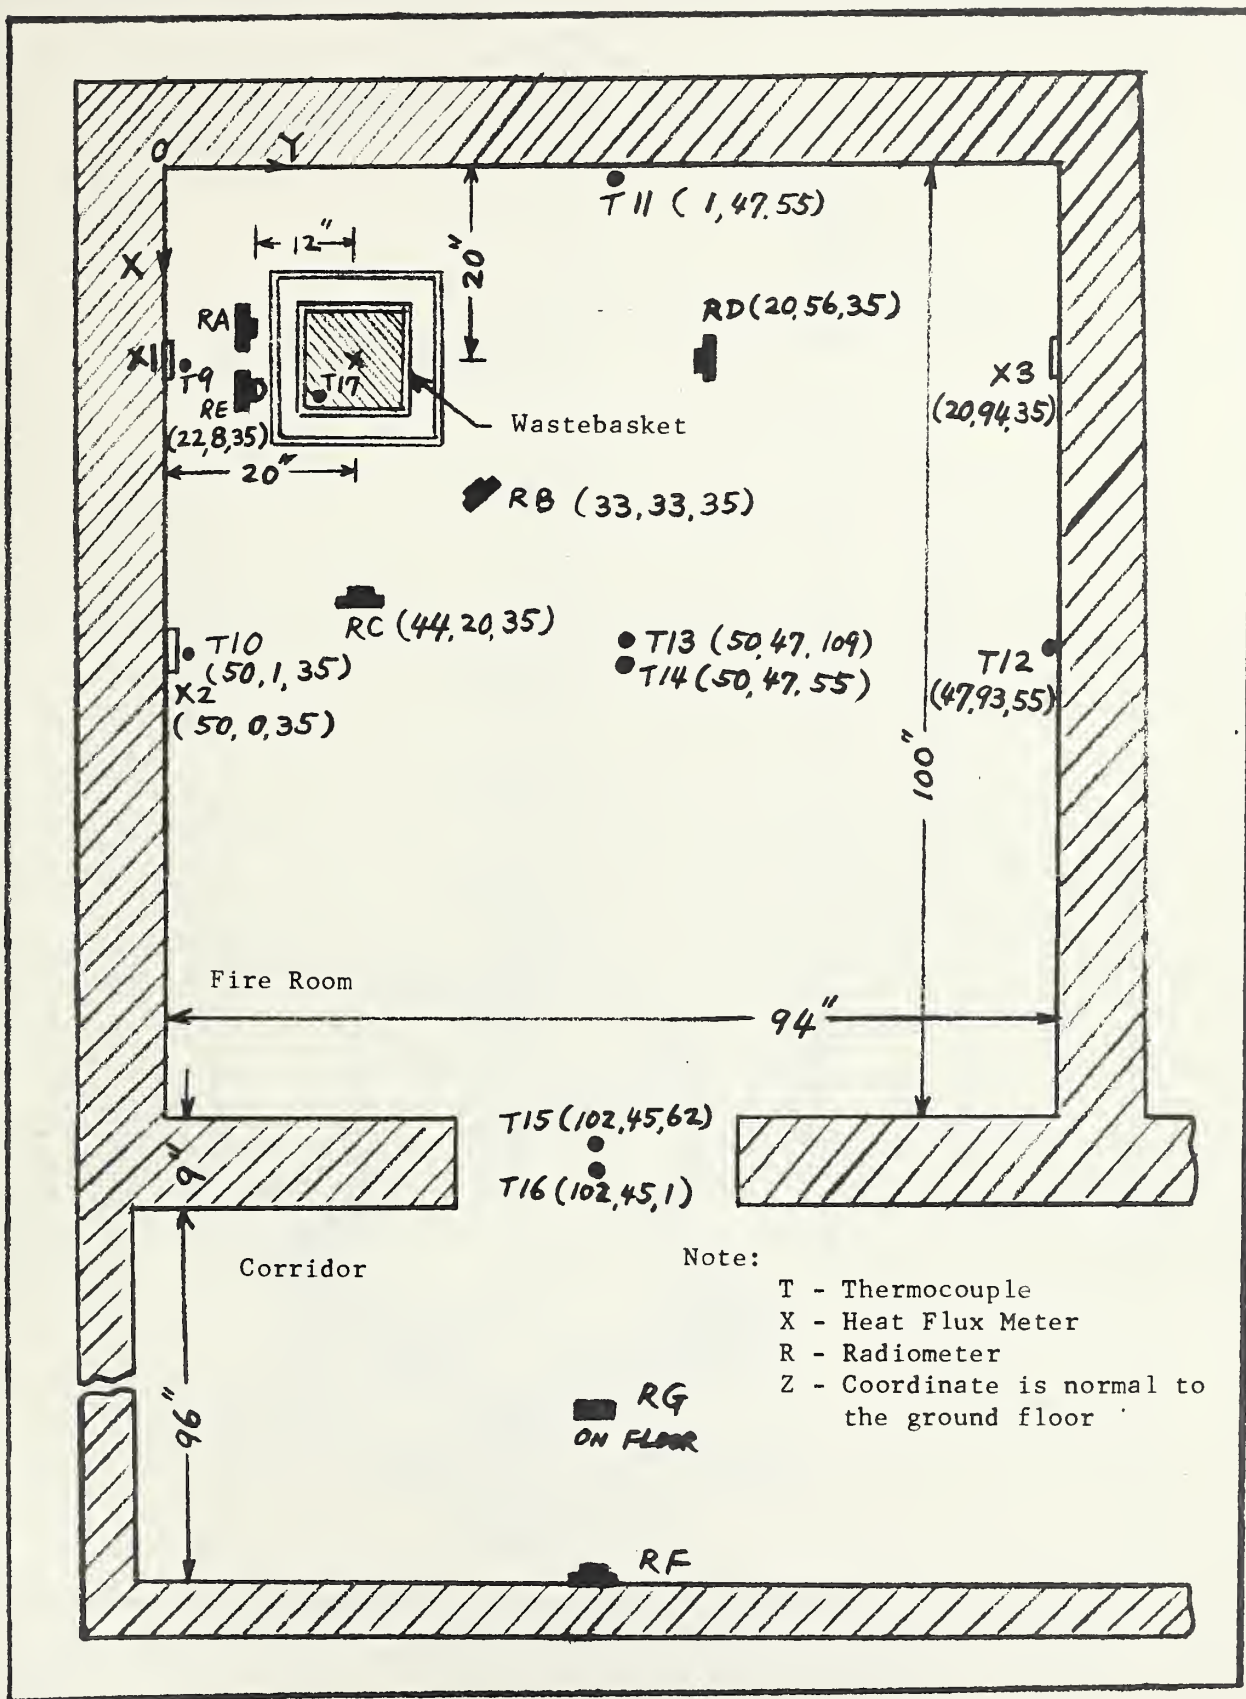 O
Y
X
T11 (1,47.55)
12"
20"
RA
RD(20,56,35)
X1
T9
X
T17
X3
(20,94,35)
RE
(22,8,35)
Wastebasket
20"
RB (33,33,35)
RC (44,20,35)
T10
(50,1,35)
T13 (50,47,109)
T14 (50,47,55)
T12
(47,93,55)
X2
(50,0,35)
100"
Fire Room
94"
T15 (102,45,62)
9"
T16 (102,45,1)
Corridor
Note:
T - Thermocouple
X - Heat Flux Meter
R - Radiometer
Z - Coordinate is normal to
the ground floor
96"
RG
ON FLOOR
RF